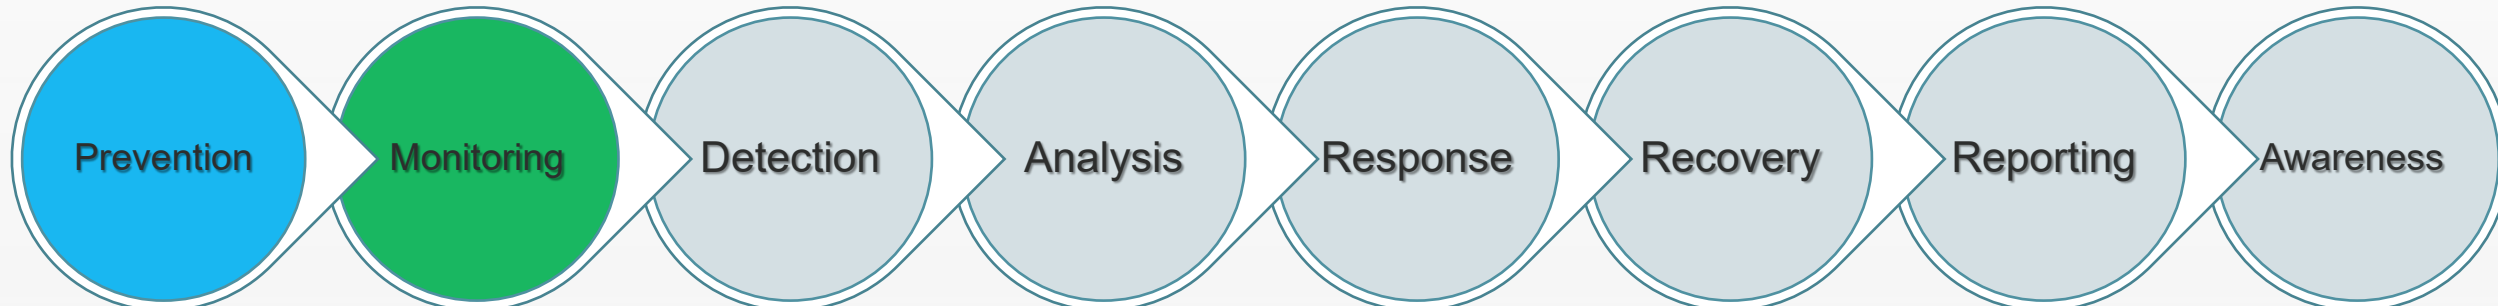 Prevention
Monitoring
Detection
Analysis
Response
Recovery
Reporting
Awareness